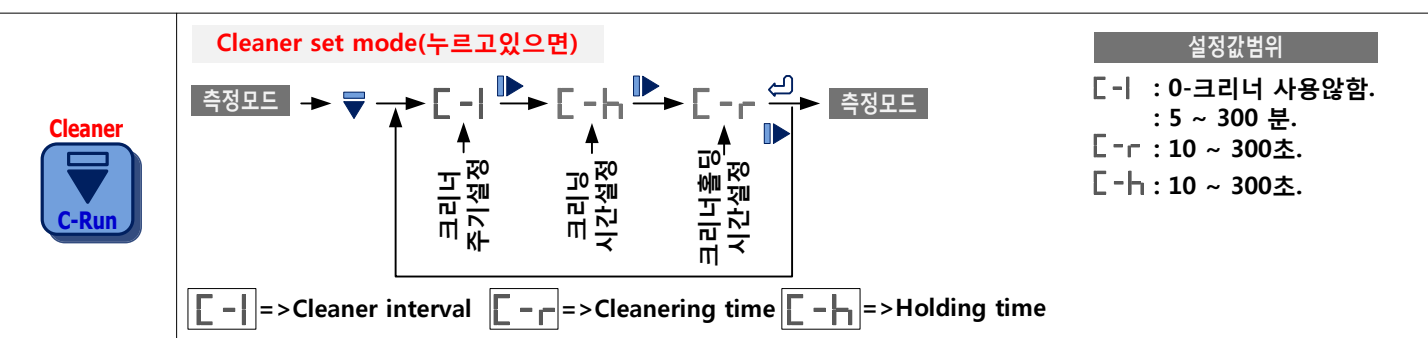 Cleaner
C-Run
Cleaner set mode(누르고있으면)
측정모드
C-l
C-h
C-r
측정모드
크리너
주기설정
크리닝
시간설정
크리너홀딩
시간설정
C-l =>Cleaner interval C-r =>Cleanering time C-h =>Holding time
설정값범위
C-l : 0-크리너 사용않함.
: 5 ~ 300 분.
C-r : 10 ~ 300초.
C-h : 10 ~ 300초.